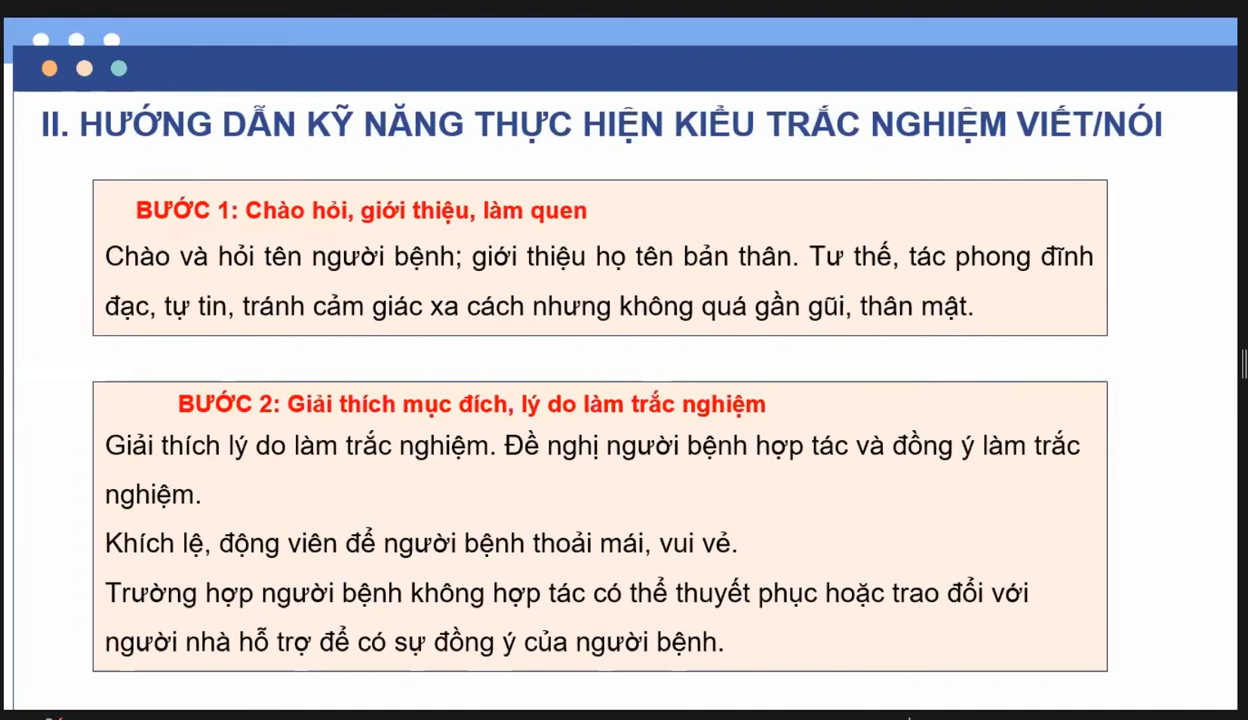 II. HƯỚNG DẪN KỸ NĂNG THỰC HIỆN KIỂU TRẮC NGHIỆM VIẾT/NÓI
BƯỚC 1: Chào hỏi, giới thiệu, làm quen
Chào và hỏi tên người bệnh; giới thiệu họ tên bản thân. Tư thế, tác phong đĩnh
đạc, tự tin, tránh cảm giác xa cách nhưng không quá gần gũi, thân mật.
BƯỚC 2: Giải thích mục đích, lý do làm trắc nghiệm
Giải thích lý do làm trắc nghiệm. Đề nghị người bệnh hợp tác và đồng ý làm trắc
nghiệm.
Khích lệ, động viên để người bệnh thoải mái, vui vẻ.
Trường hợp người bệnh không hợp tác có thể thuyết phục hoặc trao đổi với
người nhà hỗ trợ để có sự đồng ý của người bệnh.